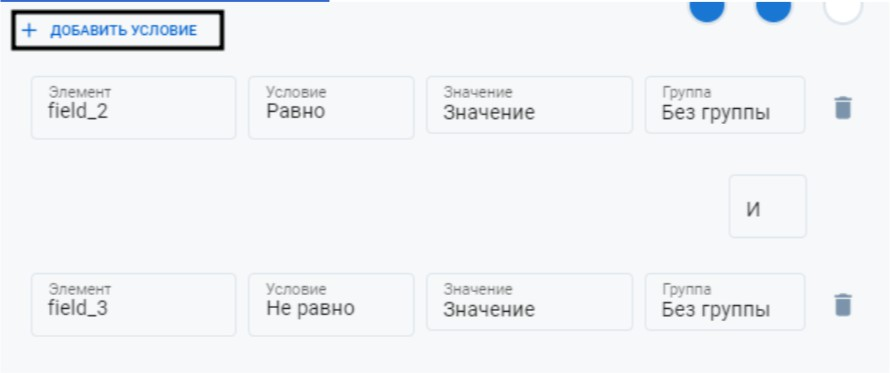 + ДОБАВИТЬ УСЛОВИЕ
Элемент Условие Значение Группа
field_2 Равно Значение Без группы
И
Элемент Условие Значение Группа
field_3 Не равно Значение Без группы